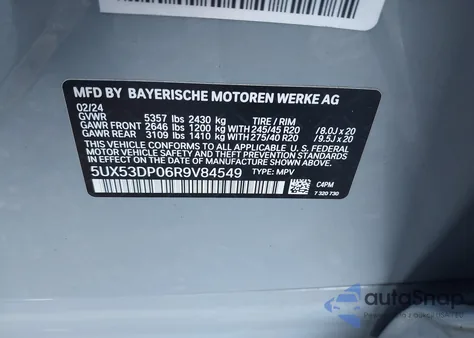 MFD BY BAYERISCHE MOTOREN WERKE AG
02/24
GVWR 5357 lbs 2430 kg TIRE / RIM
GAWR FRONT 2646 lbs 1200 kg WITH 245/45 R20 /8.0J x 20
GAWR REAR 3109 lbs 1410 kg WITH 275/40 R20 /9.5J x 20
THIS VEHICLE CONFORMS TO ALL APPLICABLE U. S. FEDERAL
MOTOR VEHICLE SAFETY, BUMPER, AND THEFT PREVENTION
STANDARDS IN EFFECT ON THE DATE OF MANUFACTURE
SHOWN ABOVE.
5UX53DP06R9V84549 TYPE: MPV
C4PM
7 320 730
autoSnap